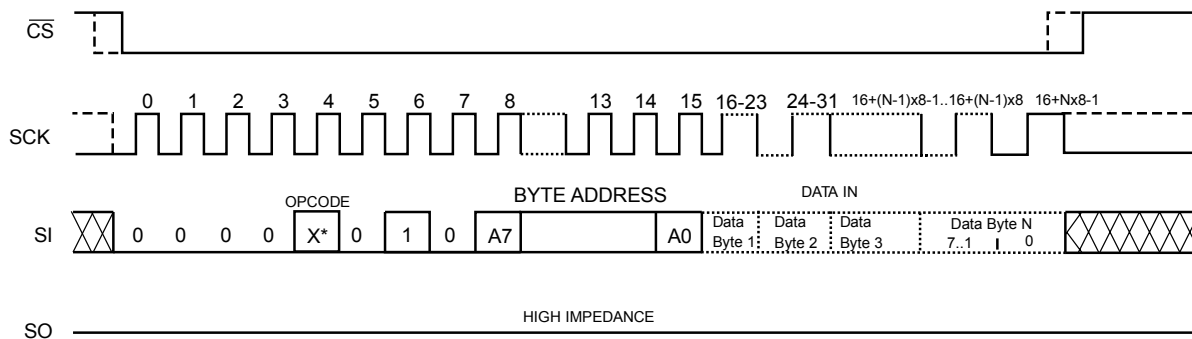 CS
0 1 2 3 4 5 6 7 8 13 14 15 16-23 24-31 16+(N-1)x8-1..16+(N-1)x8 16+Nx8-1
SCK
BYTE ADDRESS DATA IN
OPCODE
SI 0 0 0 0 X* 0 1 0 A7 A0 Data Byte 1 Data Byte 2 Data Byte 3 Data Byte N 7..1 0
HIGH IMPEDANCE
SO